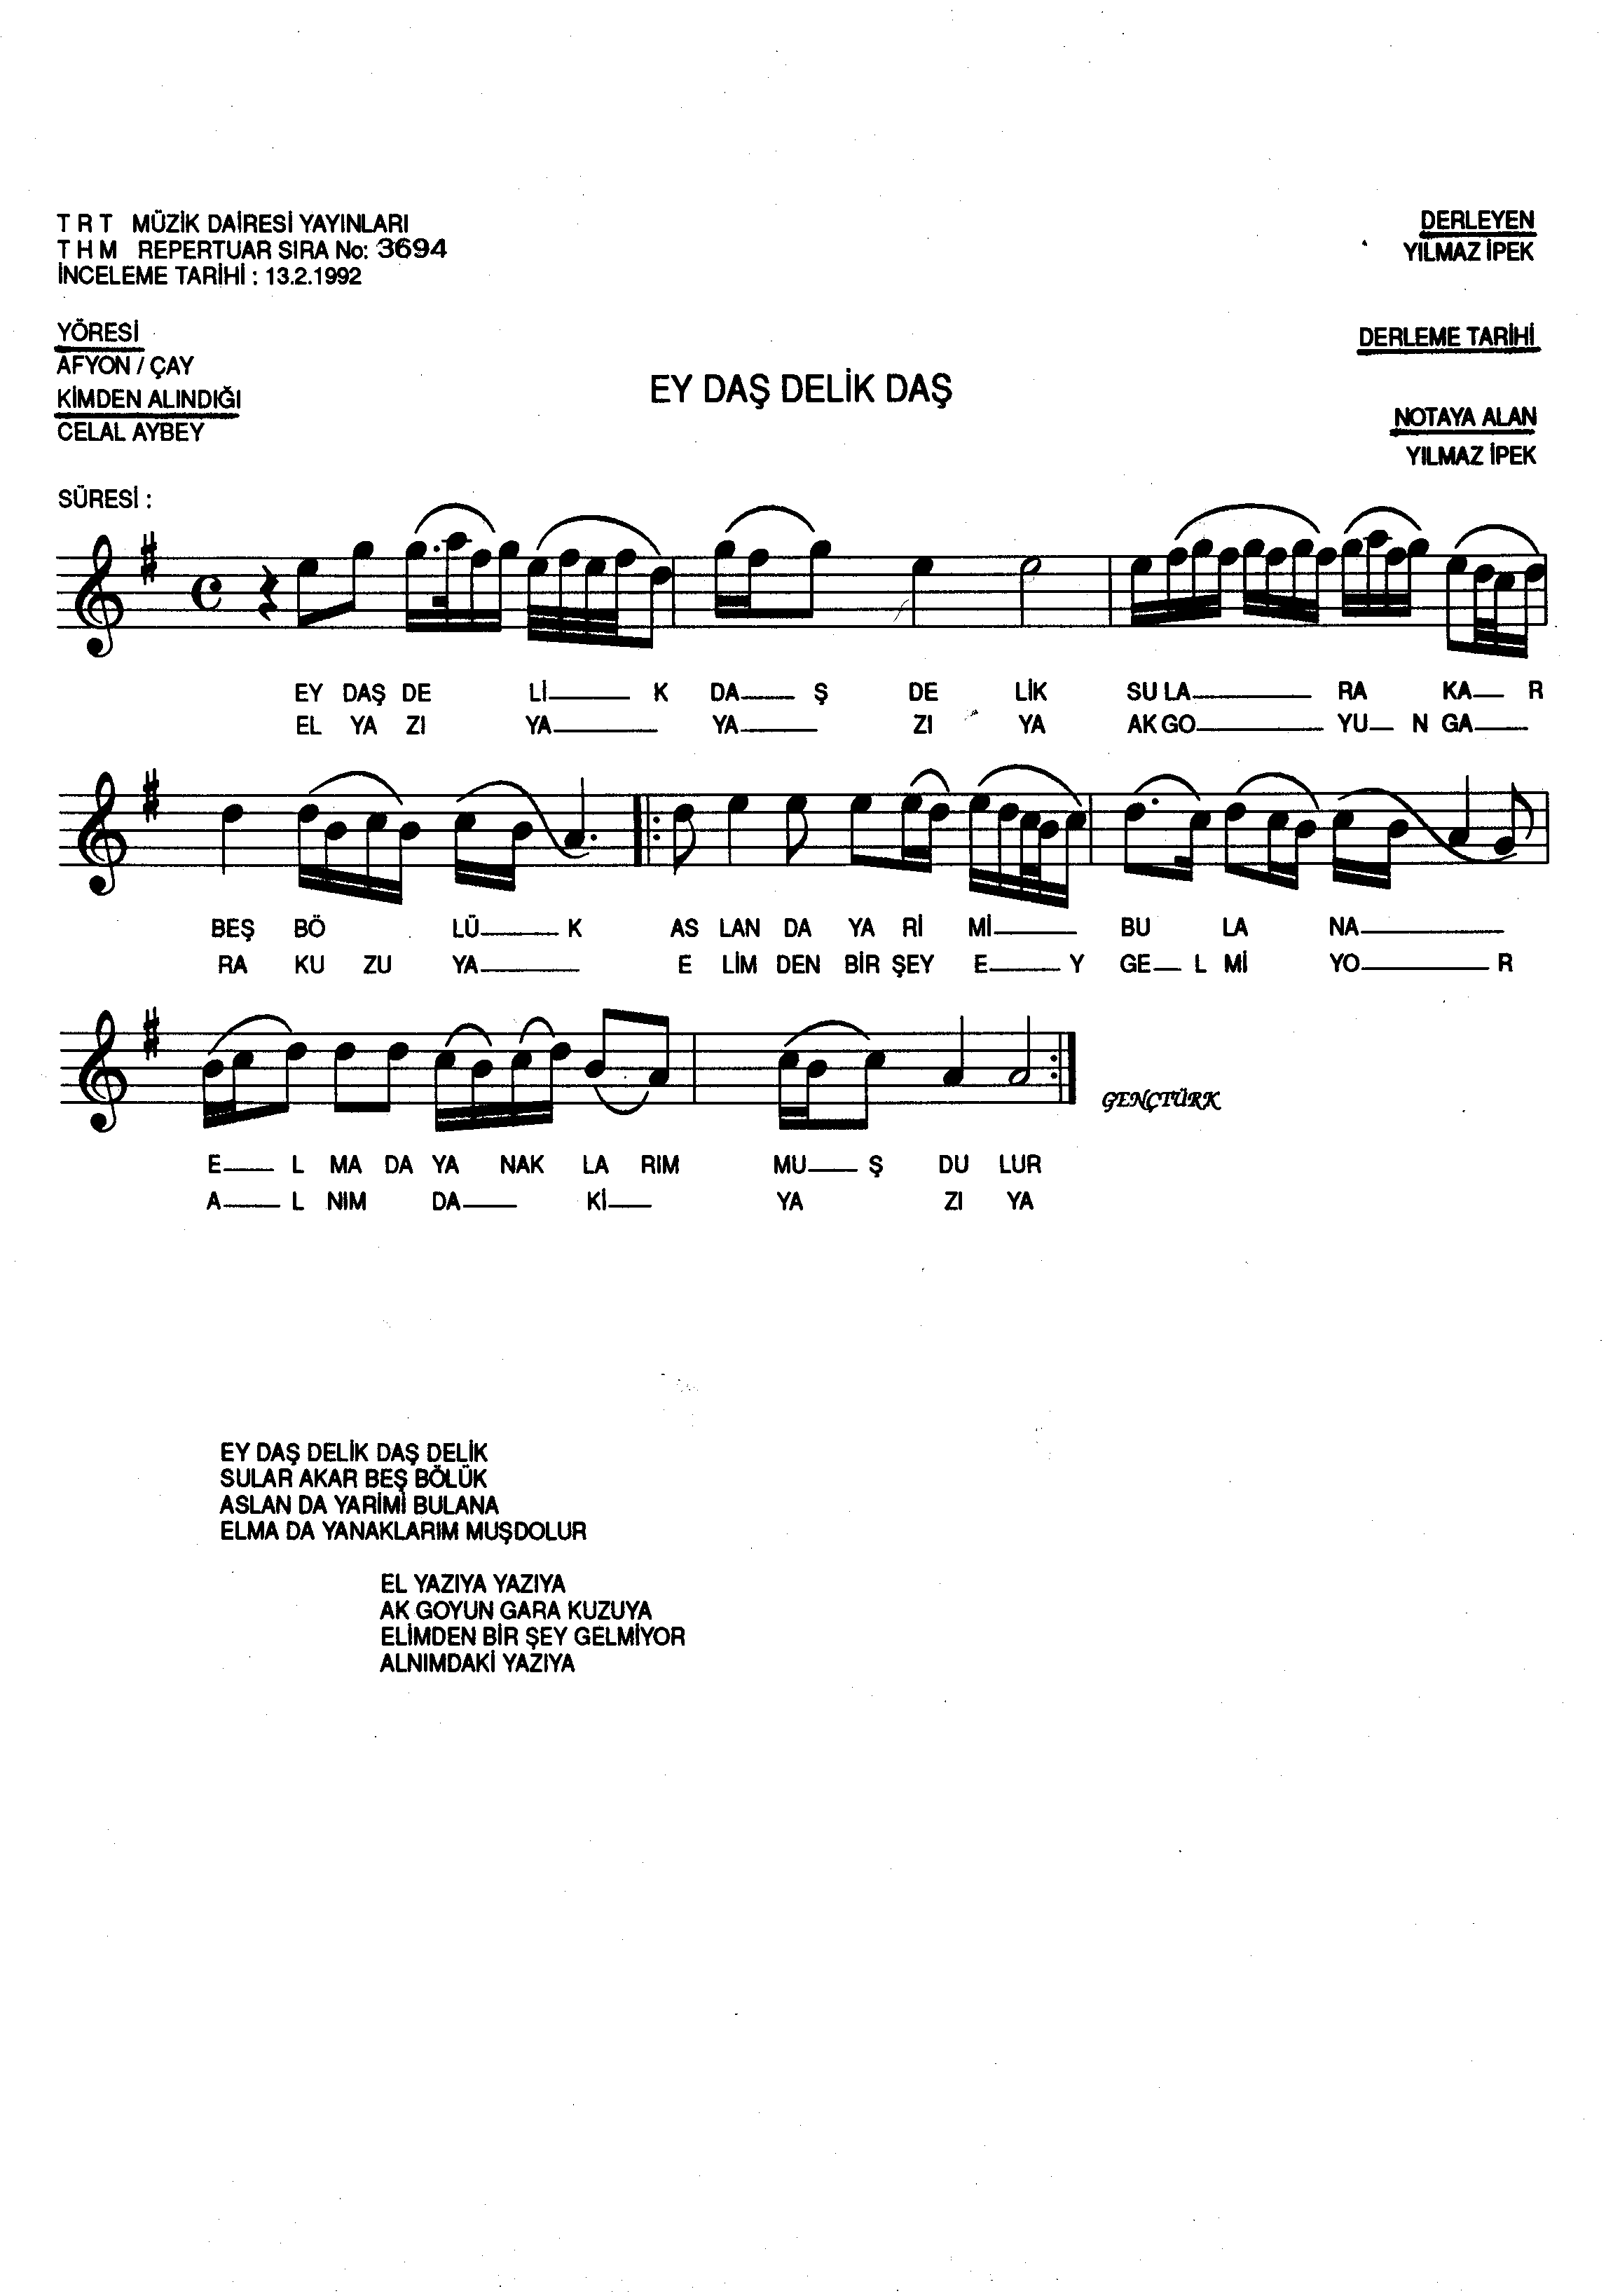 T R T MÜZİK DAİRESİ YAYINLARI
T H M REPERTUAR SIRA No: 3694
İNCELEME TARİHİ : 13.2.1992
DERLEYEN
YILMAZ İPEK
YÖRESİ
AFYON / ÇAY
KİMDEN ALINDIĞI
CELAL AYBEY
DERLEME TARİHİ
EY DAŞ DELİK DAŞ
NOTAYA ALAN
YILMAZ İPEK
SÜRESİ :
EY DAŞ DE Lİ K DA Ş DE LİK SU LA RA KA R
EL YA ZI YA YA ZI YA AK GO YU N GA
BEŞ BÖ LÜ K AS LAN DA YA Rİ Mİ BU LA NA
RA KU ZU YA E LİM DEN BİR ŞEY E Y GE L Mİ YO R
E L MA DA YA NAK LA RIM MU Ş DU LUR
A L NIM DA Kİ YA ZI YA
GENÇTÜRK
EY DAŞ DELİK DAŞ DELİK
SULAR AKAR BEŞ BÖLÜK
ASLAN DA YARİMİ BULANA
ELMA DA YANAKLARIM MUŞDOLUR
EL YAZIYA YAZIYA
AK GOYUN GARA KUZUYA
ELİMDEN BİR ŞEY GELMİYOR
ALNIMDAKİ YAZIYA